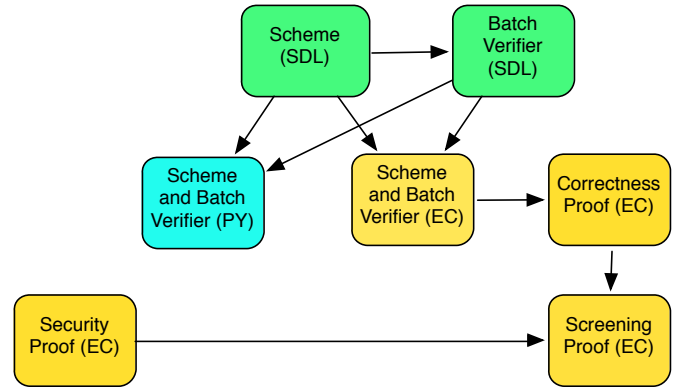 Scheme
(SDL)
Batch
Verifier
(SDL)
Scheme
and Batch
Verifier (PY)
Scheme
and Batch
Verifier (EC)
Correctness
Proof (EC)
Security
Proof (EC)
Screening
Proof (EC)